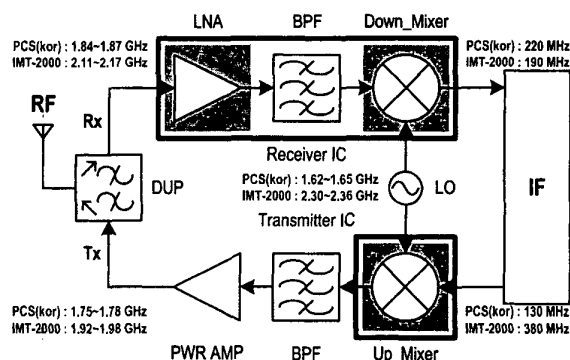 LNA BPF Down_Mixer
PCS(kor) : 1.84~1.87 GHz
IMT-2000 : 2.11~2.17 GHz
PCS(kor) : 220 MHz
IMT-2000 : 190 MHz
RF
Rx
Receiver IC
DUP
PCS(kor) : 1.62~1.65 GHz
IMT-2000 : 2.30~2.36 GHz
LO
IF
Transmitter IC
Tx
PCS(kor) : 1.75~1.78 GHz
IMT-2000 : 1.92~1.98 GHz
PCS(kor) : 130 MHz
IMT-2000 : 380 MHz
PWR AMP BPF Up_Mixer